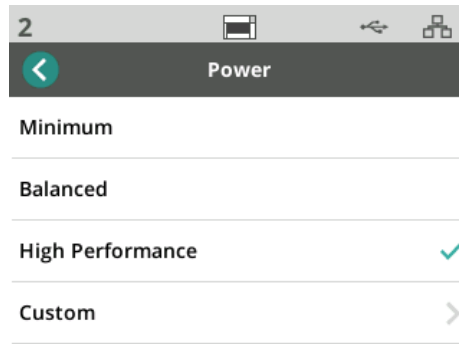 2
Power
Minimum
Balanced
High Performance
Custom